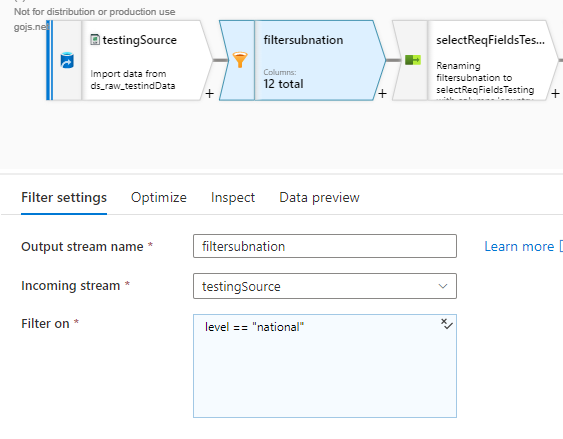 Not for distribution or production use
gojs.ne
testingSource
Import data from
ds_raw_testindData
+
filtersubnation
Columns:
12 total
+
selectReqFieldsTes...
Renaming
filtersubnation to
selectReqFieldsTesting
+
Filter settings
Optimize
Inspect
Data preview
Output stream name *
filtersubnation
Learn more
Incoming stream *
testingSource
Filter on *
level == "national"